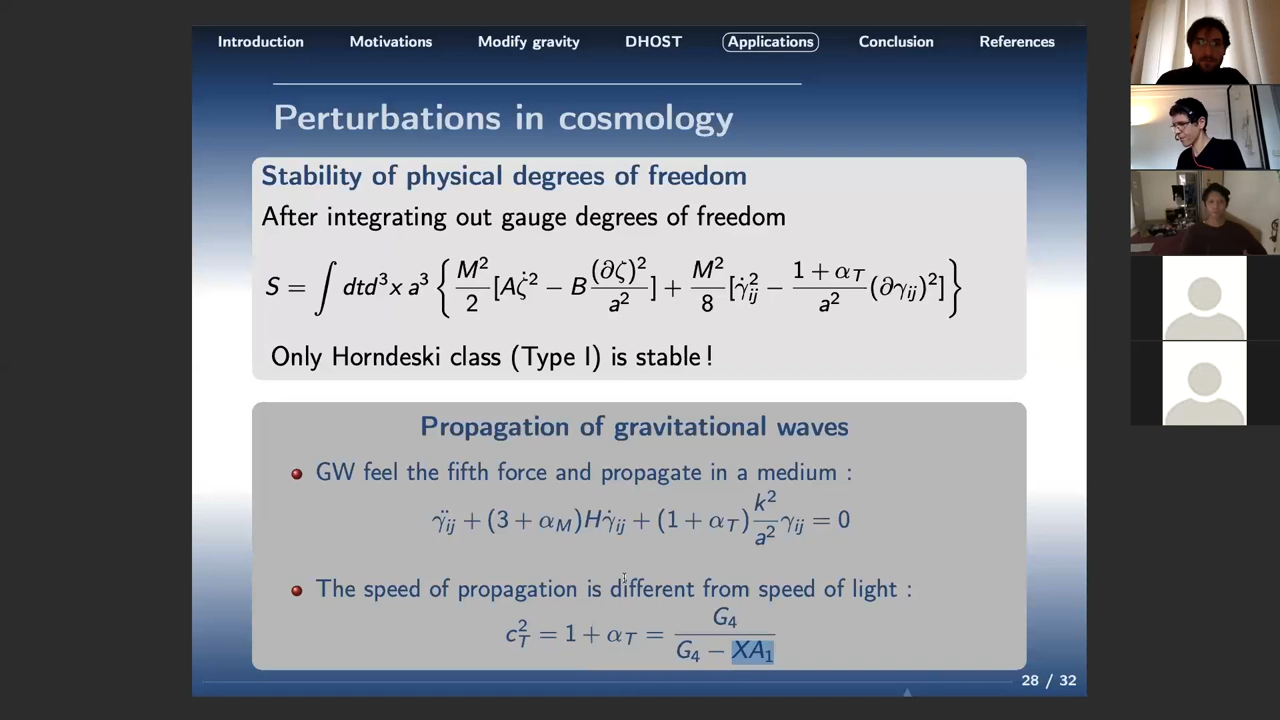 Introduction Motivations Modify gravity DHOST Applications Conclusion References
Perturbations in cosmology
Stability of physical degrees of freedom
After integrating out gauge degrees of freedom
S = ∫ dtd³x a³ { M²/2 [Aζ̇² − B (∂ζ)²/a²] + M²/8 [γ̇²ᵢⱼ − (1 + α_T)/a² (∂γᵢⱼ)²] }
Only Horndeski class (Type I) is stable !
Propagation of gravitational waves
GW feel the fifth force and propagate in a medium :
γ̈ᵢⱼ + (3 + α_M)Hγ̇ᵢⱼ + (1 + α_T) k²/a² γᵢⱼ = 0
The speed of propagation is different from speed of light :
c²_T = 1 + α_T = G₄/(G₄ − XA₁)
28 / 32